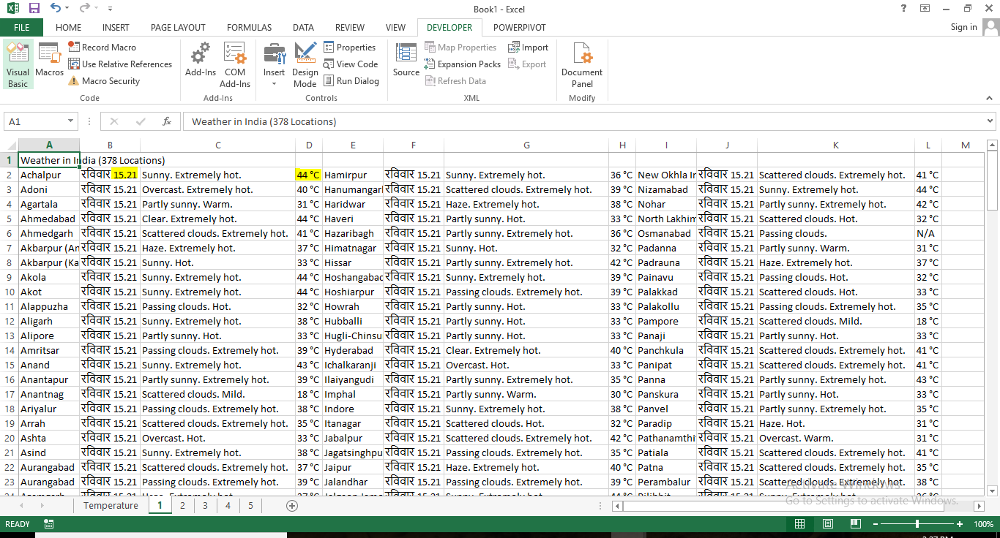 Book1 - Excel
FILE HOME INSERT PAGE LAYOUT FORMULAS DATA REVIEW VIEW DEVELOPER POWERPIVOT Sign in
Visual Basic
Macros
Record Macro
Use Relative References
Macro Security
Code
Add-Ins
COM Add-Ins
Add-Ins
Insert
Design Mode
Properties
View Code
Run Dialog
Controls
Source
Map Properties
Expansion Packs
Refresh Data
Import
Export
XML
Document Panel
Modify
A1 fx Weather in India (378 Locations)
A B C D E F G H I J K L M
1 Weather in India (378 Locations)
2 Achalpur रविवार 15.21 Sunny. Extremely hot. 44 °C Hamirpur रविवार 15.21 Sunny. Extremely hot. 36 °C New Okhla Ir रविवार 15.21 Scattered clouds. Extremely hot. 41 °C
3 Adoni रविवार 15.21 Overcast. Extremely hot. 40 °C Hanumangarl रविवार 15.21 Scattered clouds. Extremely hot. 39 °C Nizamabad रविवार 15.21 Sunny. Extremely hot. 44 °C
4 Agartala रविवार 15.21 Partly sunny. Warm. 31 °C Haridwar रविवार 15.21 Haze. Extremely hot. 38 °C Nohar रविवार 15.21 Partly sunny. Extremely hot. 42 °C
5 Ahmedabad रविवार 15.21 Clear. Extremely hot. 44 °C Haveri रविवार 15.21 Partly sunny. Hot. 33 °C North Lakhim रविवार 15.21 Scattered clouds. Hot. 32 °C
6 Ahmedgarh रविवार 15.21 Scattered clouds. Extremely hot. 41 °C Hazaribagh रविवार 15.21 Partly sunny. Extremely hot. 36 °C Osmanabad रविवार 15.21 Passing clouds. N/A
7 Akbarpur (An रविवार 15.21 Haze. Extremely hot. 37 °C Himatnagar रविवार 15.21 Sunny. Hot. 32 °C Padanna रविवार 15.21 Partly sunny. Warm. 31 °C
8 Akbarpur (Ka रविवार 15.21 Sunny. Hot. 33 °C Hissar रविवार 15.21 Partly sunny. Extremely hot. 42 °C Padrauna रविवार 15.21 Haze. Extremely hot. 37 °C
9 Akola रविवार 15.21 Sunny. Extremely hot. 44 °C Hoshangabad रविवार 15.21 Sunny. Extremely hot. 39 °C Painavu रविवार 15.21 Passing clouds. Hot. 32 °C
10 Akot रविवार 15.21 Sunny. Extremely hot. 44 °C Hoshiarpur रविवार 15.21 Passing clouds. Extremely hot. 39 °C Palakkad रविवार 15.21 Scattered clouds. Hot. 33 °C
11 Alappuzha रविवार 15.21 Passing clouds. Hot. 32 °C Howrah रविवार 15.21 Partly sunny. Hot. 33 °C Palakollu रविवार 15.21 Passing clouds. Extremely hot. 35 °C
12 Aligarh रविवार 15.21 Sunny. Extremely hot. 38 °C Hubballi रविवार 15.21 Partly sunny. Hot. 33 °C Pampore रविवार 15.21 Scattered clouds. Mild. 18 °C
13 Alipore रविवार 15.21 Partly sunny. Hot. 33 °C Hugli-Chinsu रविवार 15.21 Partly sunny. Hot. 33 °C Panaji रविवार 15.21 Partly sunny. Hot. 33 °C
14 Amritsar रविवार 15.21 Passing clouds. Extremely hot. 39 °C Hyderabad रविवार 15.21 Clear. Extremely hot. 40 °C Panchkula रविवार 15.21 Scattered clouds. Extremely hot. 41 °C
15 Anand रविवार 15.21 Sunny. Extremely hot. 43 °C Ichalkaranji रविवार 15.21 Overcast. Hot. 33 °C Panipat रविवार 15.21 Scattered clouds. Extremely hot. 41 °C
16 Anantapur रविवार 15.21 Partly sunny. Extremely hot. 39 °C Ilaiyangudi रविवार 15.21 Partly sunny. Extremely hot. 35 °C Panna रविवार 15.21 Partly sunny. Extremely hot. 43 °C
17 Anantnag रविवार 15.21 Scattered clouds. Mild. 18 °C Imphal रविवार 15.21 Partly sunny. Warm. 30 °C Panskura रविवार 15.21 Partly sunny. Hot. 33 °C
18 Ariyalur रविवार 15.21 Passing clouds. Extremely hot. 38 °C Indore रविवार 15.21 Sunny. Extremely hot. 38 °C Panvel रविवार 15.21 Partly sunny. Extremely hot. 35 °C
19 Arrah रविवार 15.21 Scattered clouds. Extremely hot. 35 °C Itanagar रविवार 15.21 Scattered clouds. Hot. 32 °C Paradip रविवार 15.21 Haze. Hot. 31 °C
20 Ashta रविवार 15.21 Overcast. Hot. 33 °C Jabalpur रविवार 15.21 Scattered clouds. Extremely hot. 42 °C Pathanamthi रविवार 15.21 Overcast. Warm. 31 °C
21 Asind रविवार 15.21 Sunny. Extremely hot. 38 °C Jagatsinghpu रविवार 15.21 Passing clouds. Extremely hot. 35 °C Patiala रविवार 15.21 Scattered clouds. Extremely hot. 41 °C
22 Aurangabad रविवार 15.21 Scattered clouds. Extremely hot. 37 °C Jaipur रविवार 15.21 Haze. Extremely hot. 40 °C Patna रविवार 15.21 Scattered clouds. Extremely hot. 35 °C
23 Aurangabad रविवार 15.21 Passing clouds. Extremely hot. 39 °C Jalandhar रविवार 15.21 Passing clouds. Extremely hot. 39 °C Perambalur रविवार 15.21 Scattered clouds. Extremely hot. 38 °C
Activate Windows
Go to Settings to activate Windows.
Temperature 1 2 3 4 5
READY 100%